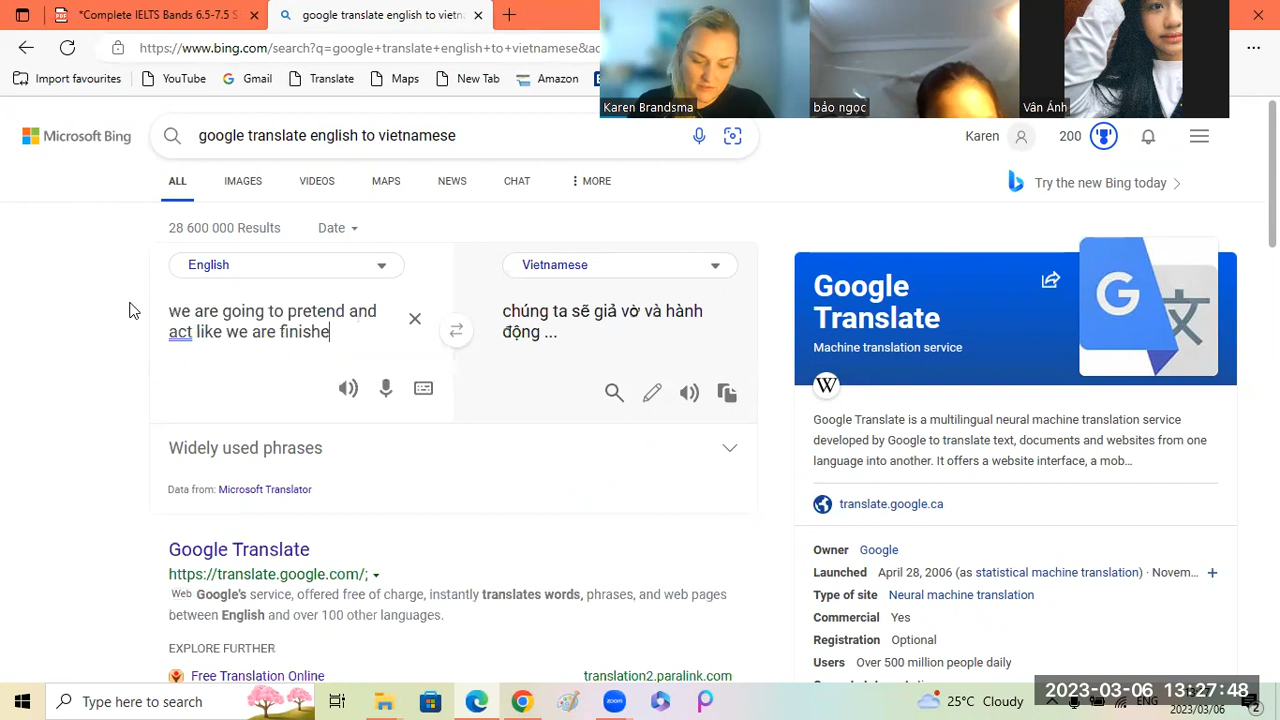 "Complete IELTS 6.5-7.5 S
google translate english to vietn
https://www.bing.com/search?q=google+translate+english+to+vietnamese&ac
Import favourites
YouTube
Gmail
Translate
Maps
New Tab
Amazon
Karen Brandsma
bảo ngọc
Vân Ánh
Microsoft Bing
google translate english to vietnamese
Karen
200
ALL
IMAGES
VIDEOS
MAPS
NEWS
CHAT
MORE
Try the new Bing today
28 600 000 Results
Date
English
Vietnamese
we are going to pretend and
act like we are finishe
chúng ta sẽ giả vờ và hành
động ...
Widely used phrases
Data from: Microsoft Translator
Google
Translate
Machine translation service
G
W
Google Translate is a multilingual neural machine translation service
developed by Google to translate text, documents and websites from one
language into another. It offers a website interface, a mob...
translate.google.ca
Owner Google
Launched April 28, 2006 (as statistical machine translation) · Novem...
Type of site Neural machine translation
Commercial Yes
Registration Optional
Users Over 500 million people daily
Google Translate
https://translate.google.com/;
Web Google's service, offered free of charge, instantly translates words, phrases, and web pages
between English and over 100 other languages.
EXPLORE FURTHER
Free Translation Online
translation2.paralink.com
Type here to search
zoom
25°C Cloudy
ENG
2023-03-06 13:27:48
2023/03/06
2